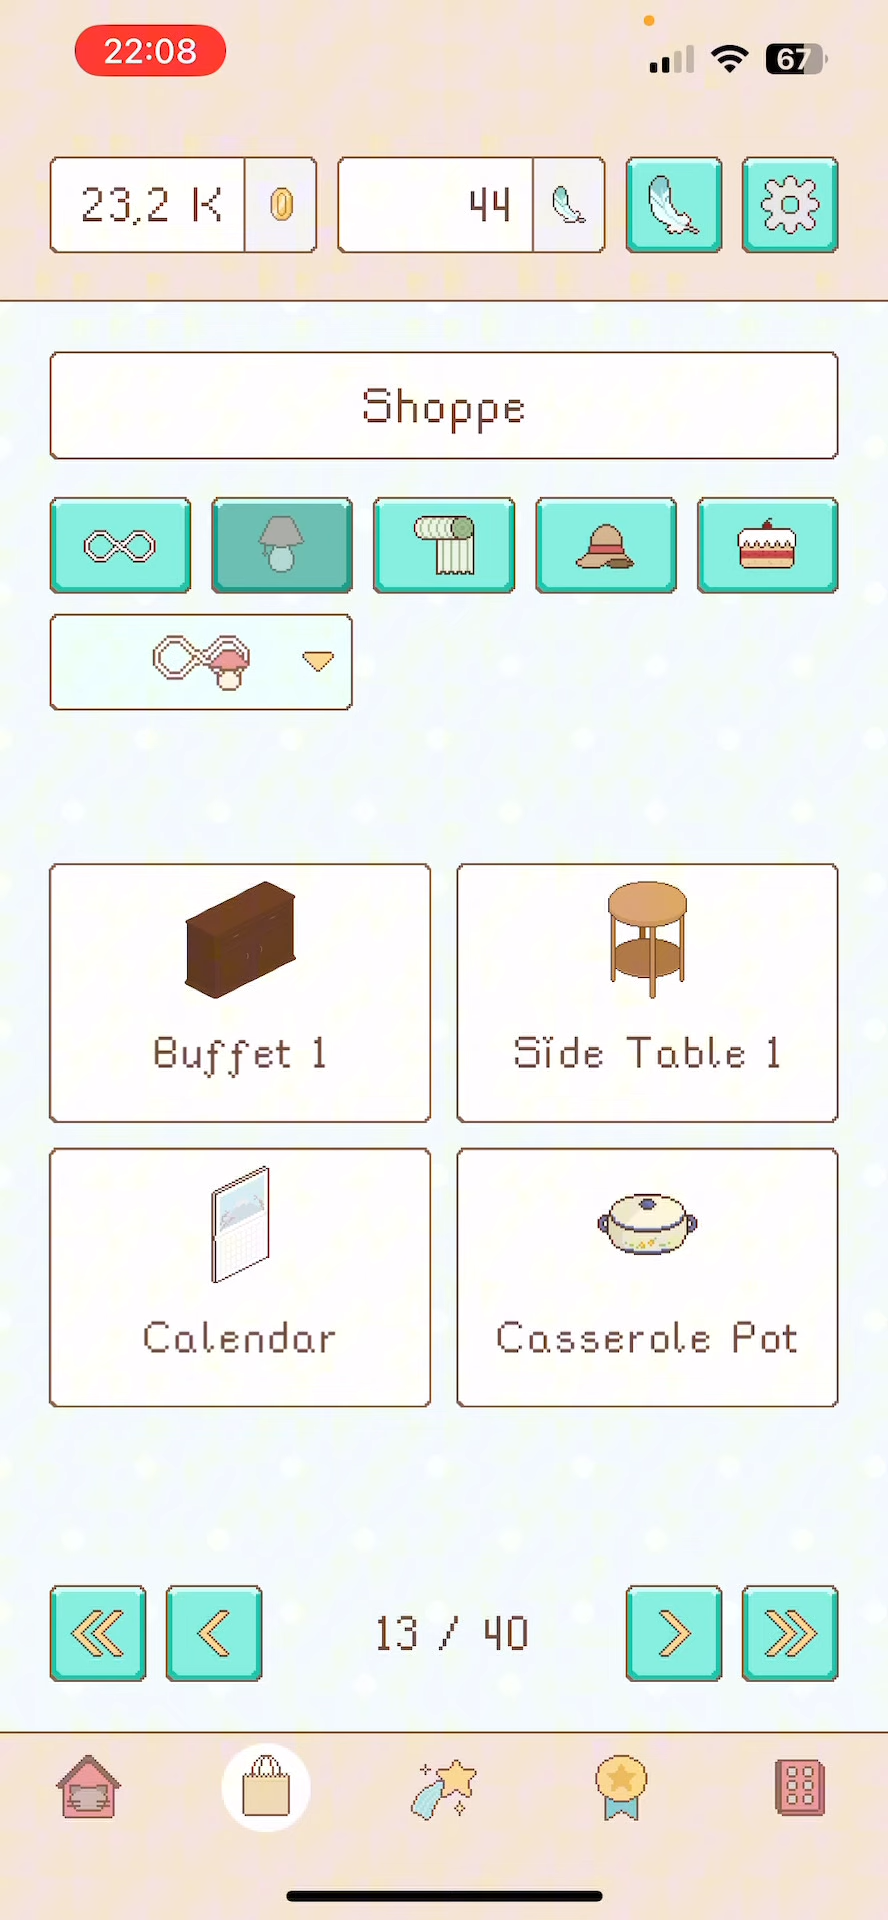 22:08
67
23,2 K
44
Shoppe
Buffet 1
Side Table 1
Calendar
Casserole Pot
13 / 40